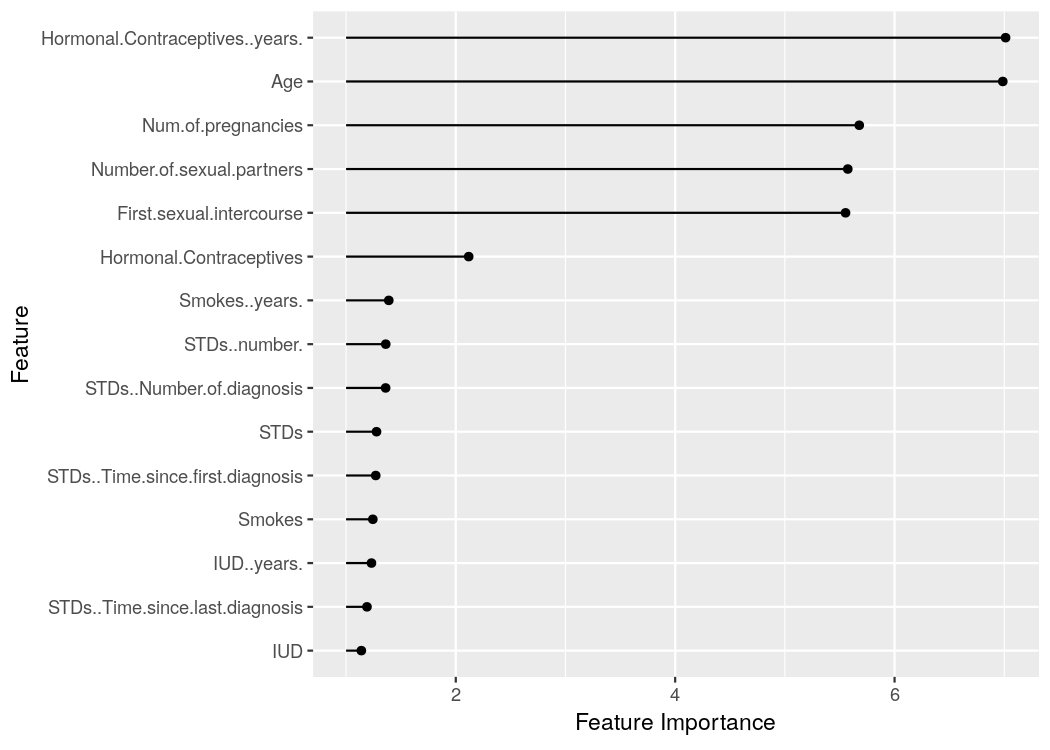 Hormonal.Contraceptives..years.
Age
Num.of.pregnancies
Number.of.sexual.partners
First.sexual.intercourse
Hormonal.Contraceptives
Smokes..years.
STDs..number.
STDs..Number.of.diagnosis
STDs
STDs..Time.since.first.diagnosis
Smokes
IUD..years.
STDs..Time.since.last.diagnosis
IUD
Feature
2 4 6
Feature Importance